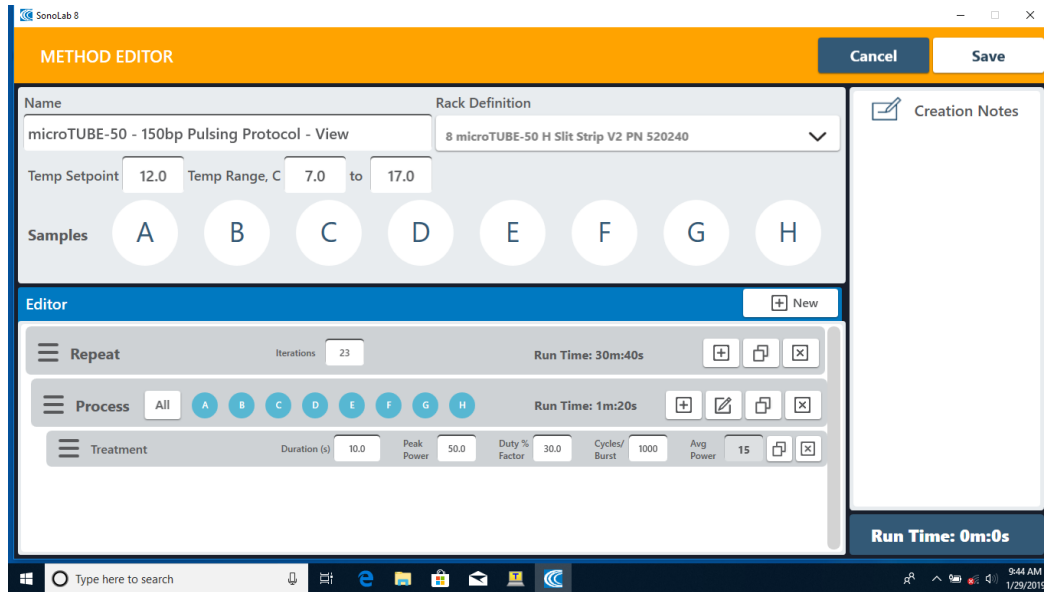 SonoLab 8
METHOD EDITOR
Cancel
Save
Name
Rack Definition
microTUBE-50 - 150bp Pulsing Protocol - View
8 microTUBE-50 H Slit Strip V2 PN 520240
Creation Notes
Temp Setpoint 12.0 Temp Range, C 7.0 to 17.0
Samples A B C D E F G H
Editor
New
Repeat Iterations 23 Run Time: 30m:40s
Process All A B C D E F G H Run Time: 1m:20s
Treatment Duration (s) 10.0 Peak Power 50.0 Duty % Factor 30.0 Cycles/ Burst 1000 Avg Power 15
Run Time: 0m:0s
Type here to search
9:44 AM
1/29/2019